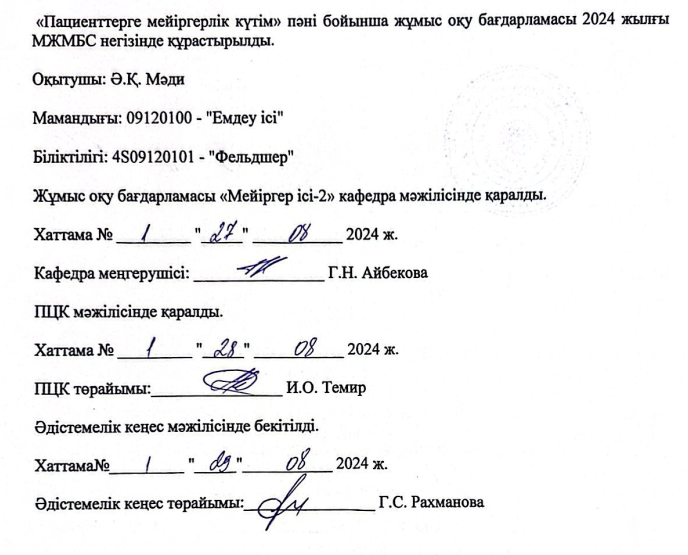 «Пациенттерге мейіргерлік күтім» пәні бойынша жұмыс оқу бағдарламасы 2024 жылғы
МЖМБС негізінде құрастырылды.
Оқытушы: Ә.Қ. Мәди
Мамандығы: 09120100 - "Емдеу ісі"
Біліктілігі: 4S09120101 - "Фельдшер"
Жұмыс оқу бағдарламасы «Мейіргер ісі-2» кафедра мәжілісінде қаралды.
Хаттама № 1 "27" 08 2024 ж.
Кафедра меңгерушісі: Г.Н. Айбекова
ПЦК мәжілісінде қаралды.
Хаттама № 1 "28" 08 2024 ж.
ПЦК төрайымы: И.О. Темир
Әдістемелік кеңес мәжілісінде бекітілді.
Хаттама№ 1 "29" 08 2024 ж.
Әдістемелік кеңес төрайымы: Г.С. Рахманова